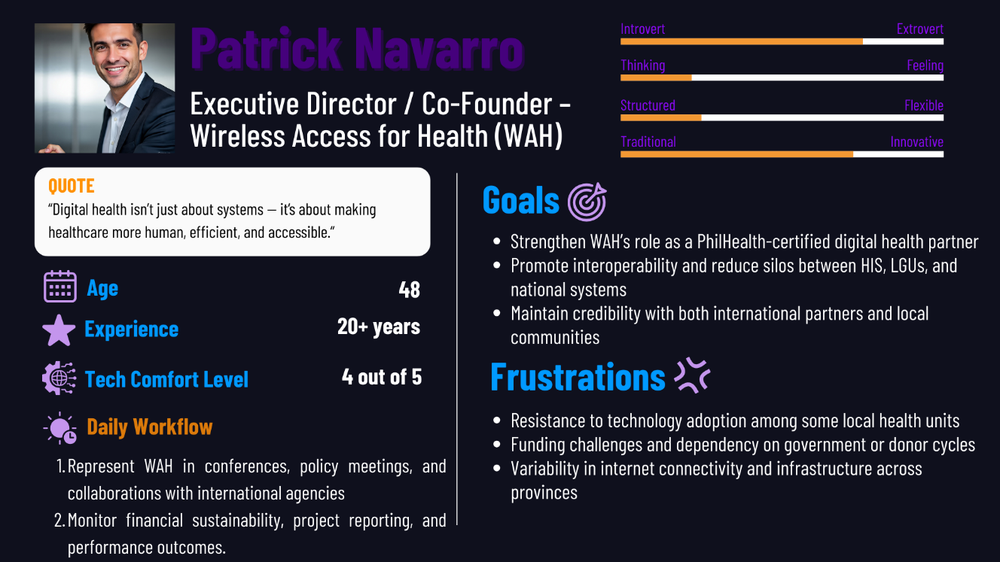 Patrick Navarro
Executive Director / Co-Founder –
Wireless Access for Health (WAH)
Introvert Extrovert
Thinking Feeling
Structured Flexible
Traditional Innovative
QUOTE
“Digital health isn’t just about systems — it’s about making
healthcare more human, efficient, and accessible.”
Age 48
Experience 20+ years
Tech Comfort Level 4 out of 5
Daily Workflow
1. Represent WAH in conferences, policy meetings, and
collaborations with international agencies
2. Monitor financial sustainability, project reporting, and
performance outcomes.
Goals
• Strengthen WAH’s role as a PhilHealth-certified digital health partner
• Promote interoperability and reduce silos between HIS, LGUs, and
national systems
• Maintain credibility with both international partners and local
communities
Frustrations
• Resistance to technology adoption among some local health units
• Funding challenges and dependency on government or donor cycles
• Variability in internet connectivity and infrastructure across
provinces